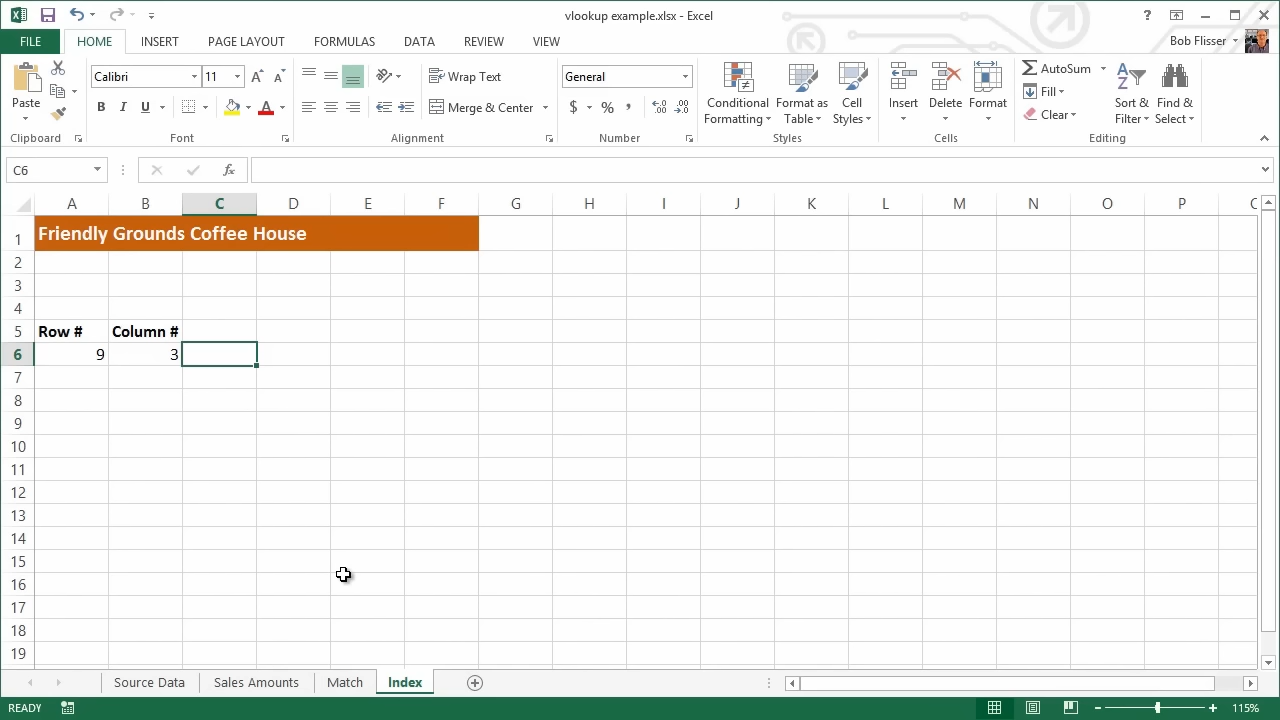 vlookup example.xlsx - Excel
?
FILE HOME INSERT PAGE LAYOUT FORMULAS DATA REVIEW VIEW Bob Flisser
Paste
Calibri 11 A A
B I U A
Wrap Text
Merge & Center
General
$ % ,
Conditional Formatting
Format as Table
Cell Styles
Insert Delete Format
Σ AutoSum
Fill
Clear
Sort & Filter
Find & Select
Clipboard Font Alignment Number Styles Cells Editing
C6 fx
A B C D E F G H I J K L M N O P
1 Friendly Grounds Coffee House
2
3
4
5 Row # Column #
6 9 3
7
8
9
10
11
12
13
14
15
16
17
18
19
Source Data Sales Amounts Match Index
READY 115%